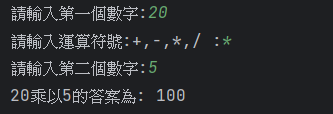 請輸入第一個數字:20
請輸入運算符號:+,-,*,/ :*
請輸入第二個數字:5
20乘以5的答案為: 100